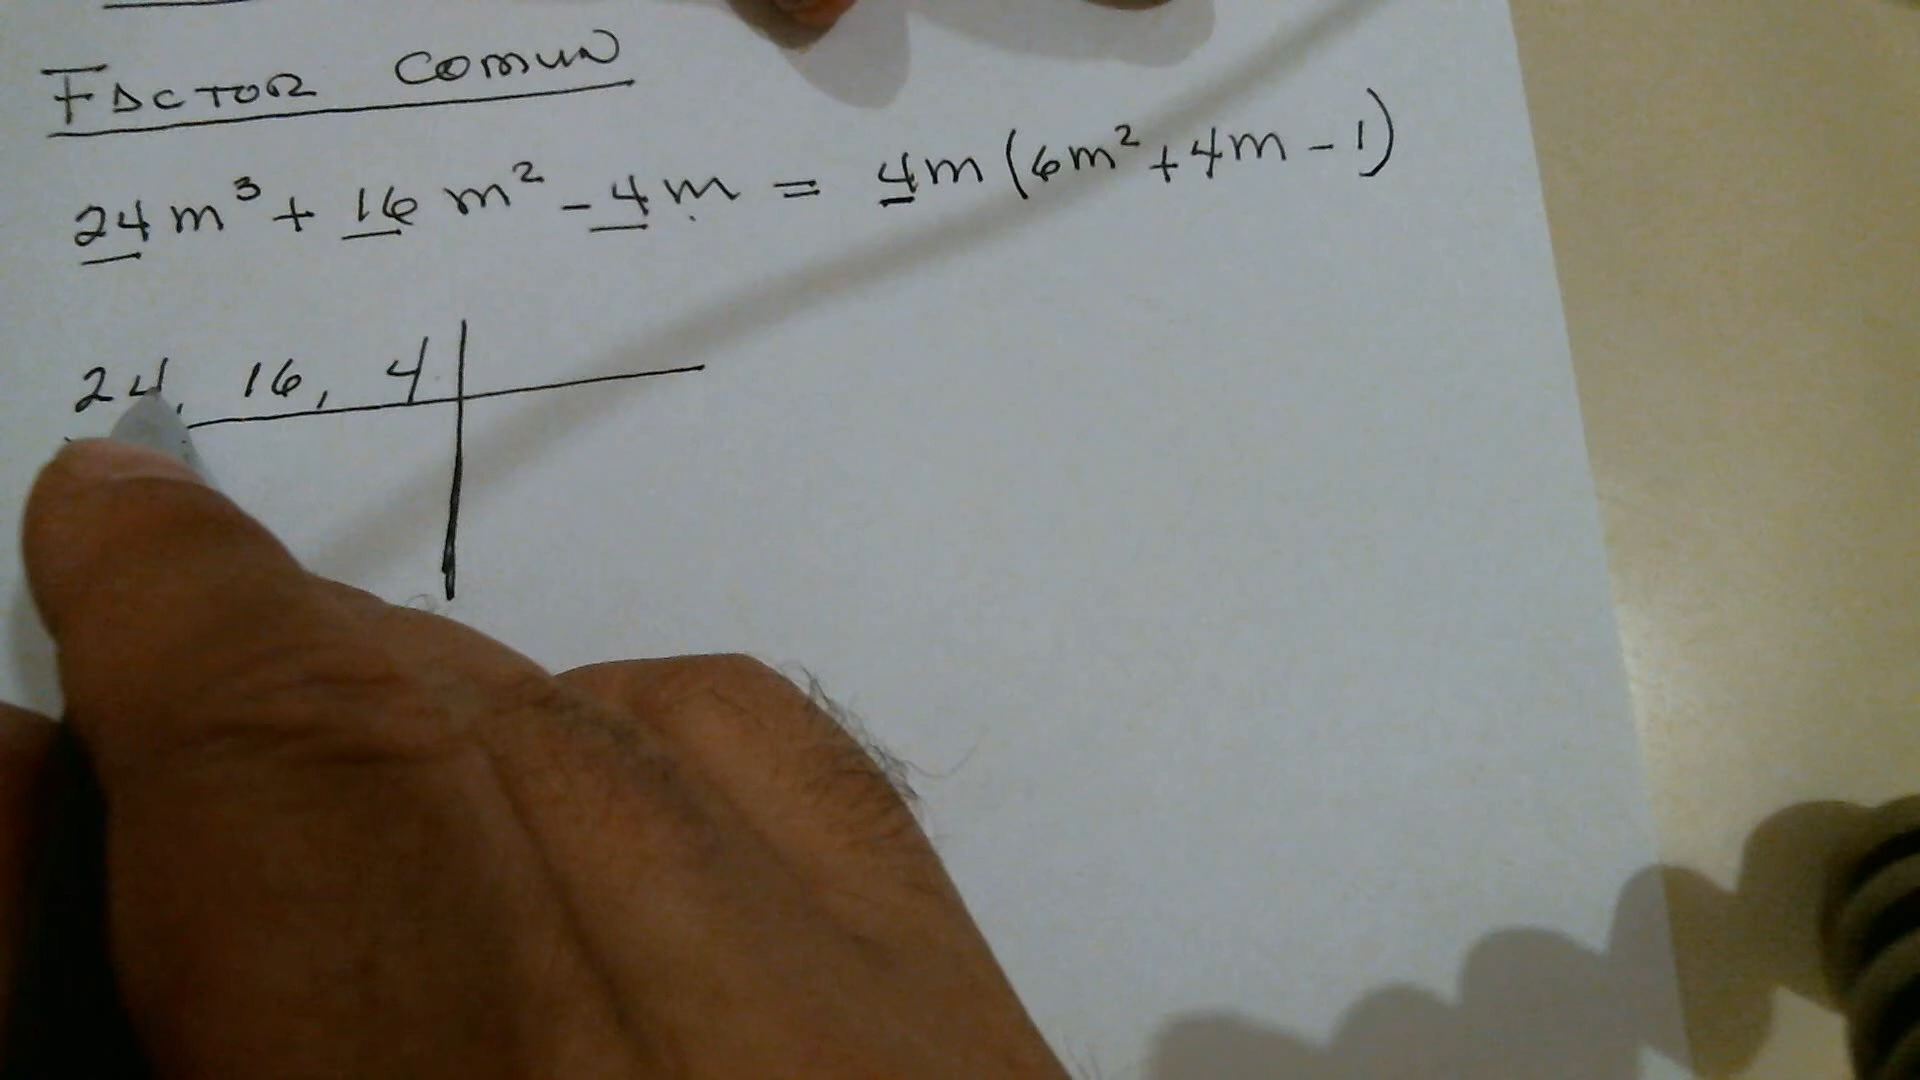 FACTOR COMUN
24m³ + 16m² - 4m = 4m(6m² + 4m - 1)
24, 16, 4